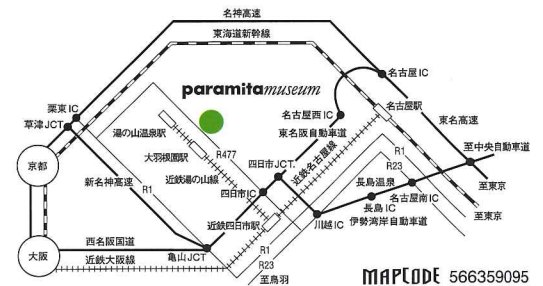 名神高速
東海道新幹線
名古屋IC
paramitamuseum
栗東IC
草津JCT.
名古屋西IC
名古屋駅
湯の山温泉駅
東名高速
東名阪自動車道
大羽根園駅
R477
R1
至中央自動車道
京都
四日市JCT.
R23
近鉄湯の山線
近鉄名古屋線
新名神高速
R1
四日市IC
長島温泉
名古屋南IC
至東京
近鉄四日市駅
長島IC
川越IC
伊勢湾岸自動車道
至東京
西名阪国道
大阪
近鉄大阪線
亀山JCT
R1
R23
至鳥羽
MAPCODE 566359095